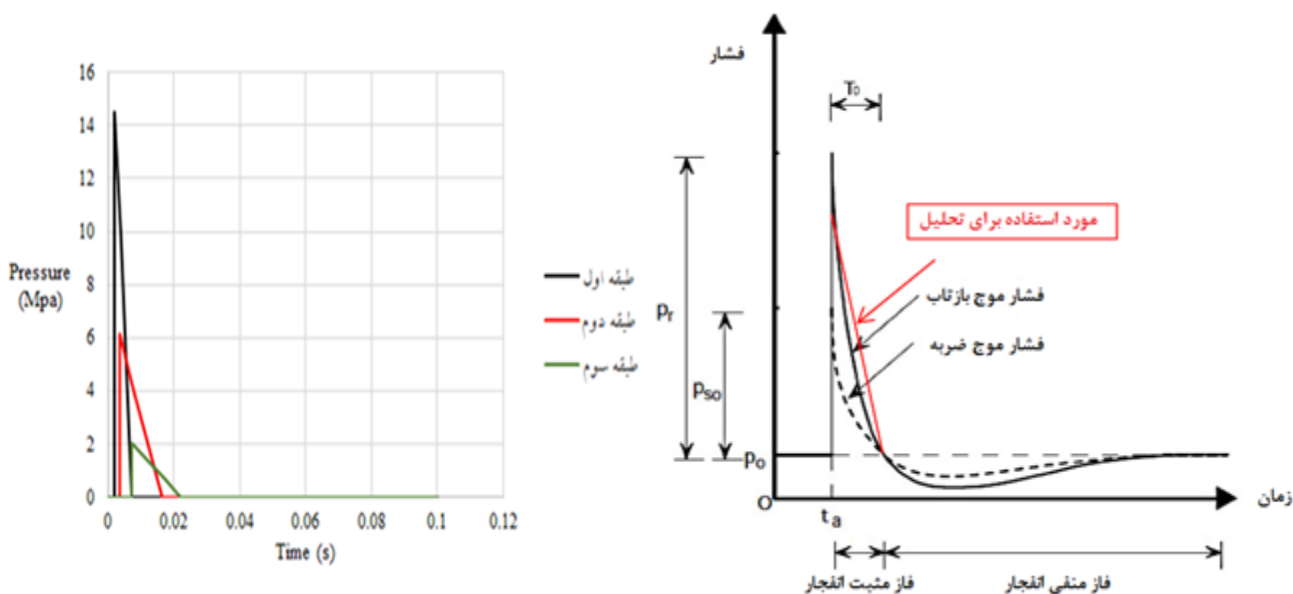 16
14
12
10
8
6
4
2
0
Pressure
(Mpa)
0 0.02 0.04 0.06 0.08 0.1 0.12
Time (s)
طبقه اول
طبقه دوم
طبقه سوم
فشار
T₀
مورد استفاده برای تحلیل
فشار موج بازتاب
فشار موج ضربه
pr
pso
po
O
ta
زمان
فاز مثبت انفجار
فاز منفی انفجار